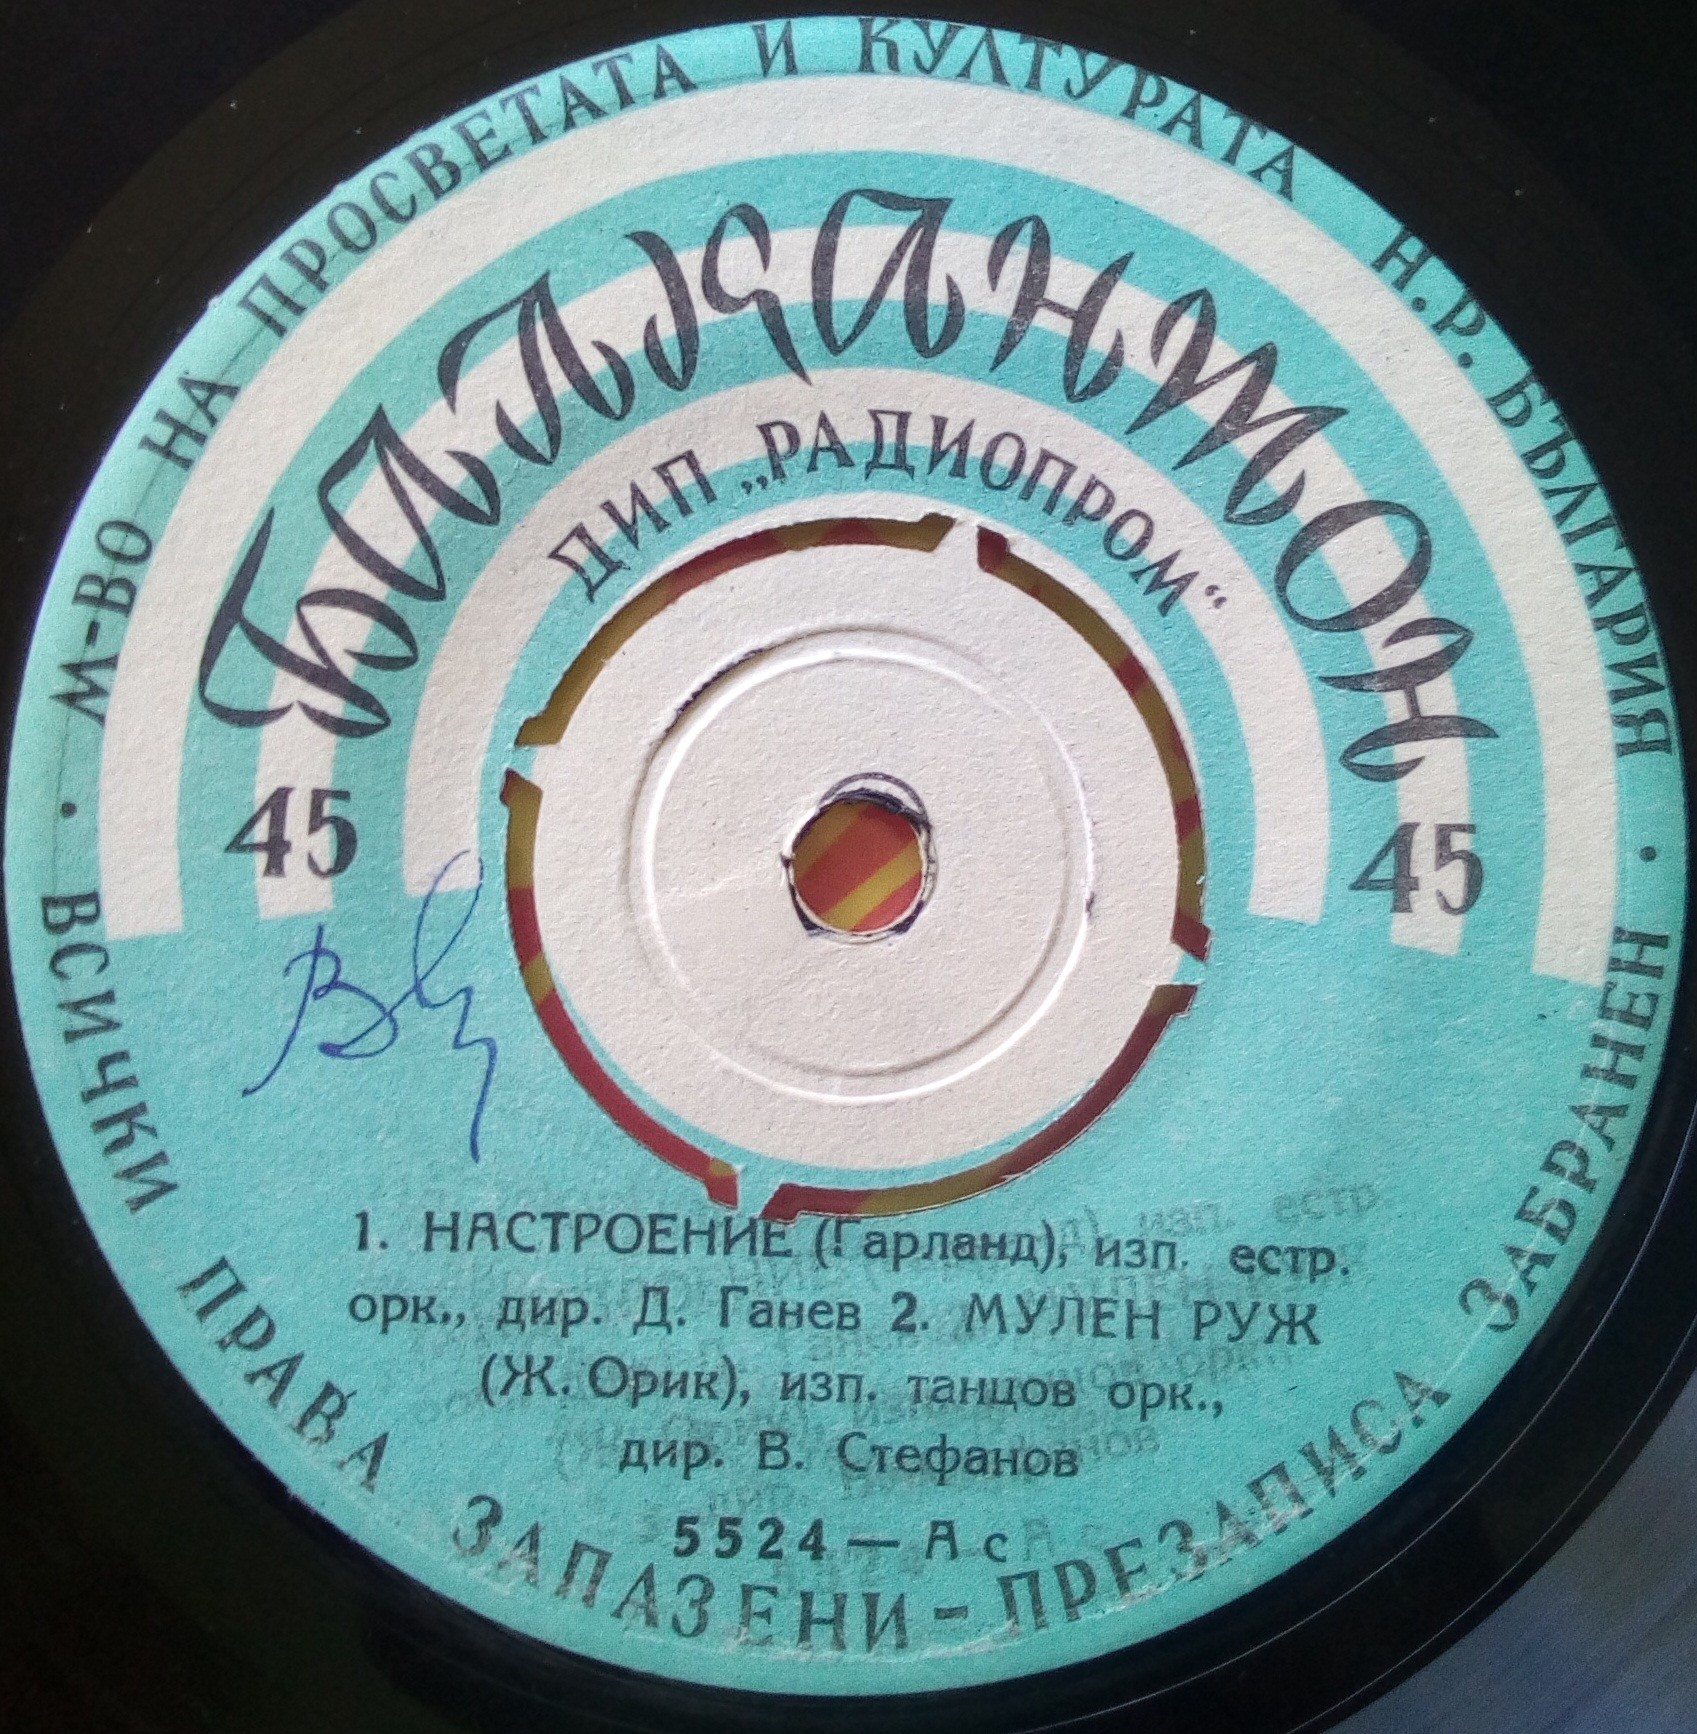 М-ВО НА ПРОСВЕТАТА И КУЛТУРАТА Н.Р. БЪЛГАРИЯ
БАЛКАНТОН
ДИП „РАДИОПРОМ“
45 45
1. НАСТРОЕНИЕ (Гарланд), изп. естр.
орк., дир. Д. Ганев 2. МУЛЕН РУЖ
(Ж. Орик), изп. танцов орк.,
дир. В. Стефанов
5524 — А с
· ВСИЧКИ ПРАВА ЗАПАЗЕНИ - ПРЕЗАПИСА ЗАБРАНЕН ·